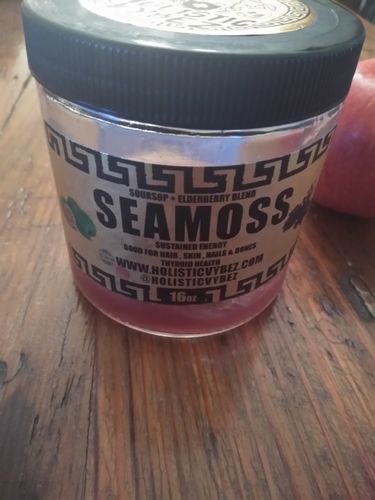 SOURSOP + ELDERBERRY BLEND
SEAMOSS
SUSTAINED ENERGY
GOOD FOR HAIR, SKIN, NAILS & BONES
THYROID HEALTH
WWW.HOLISTICVYBEZ.COM
@HOLISTICVYBEZ
16oz